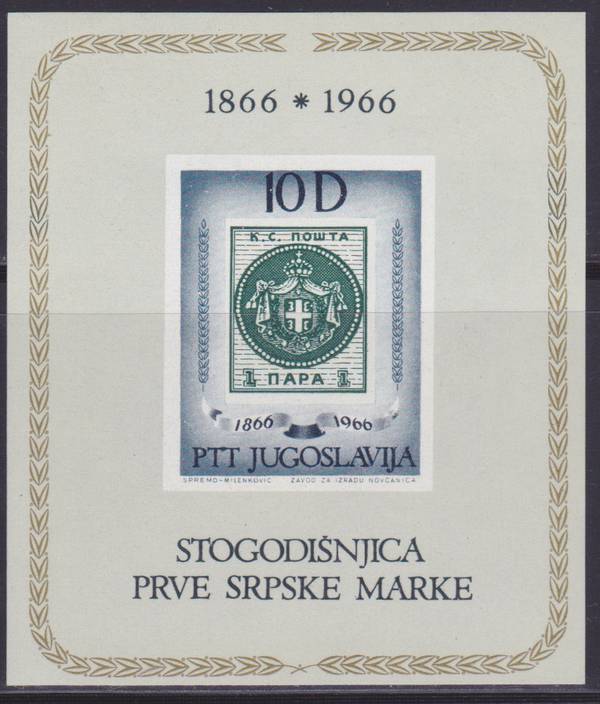 1866 * 1966
10 D
К.С. ПОШТА
1 ПАРА 1
1866 1966
PTT JUGOSLAVIJA
SPREMO-MILENKOVIĆ ZAVOD ZA IZRADU NOVČANICA
STOGODIŠNJICA
PRVE SRPSKE MARKE